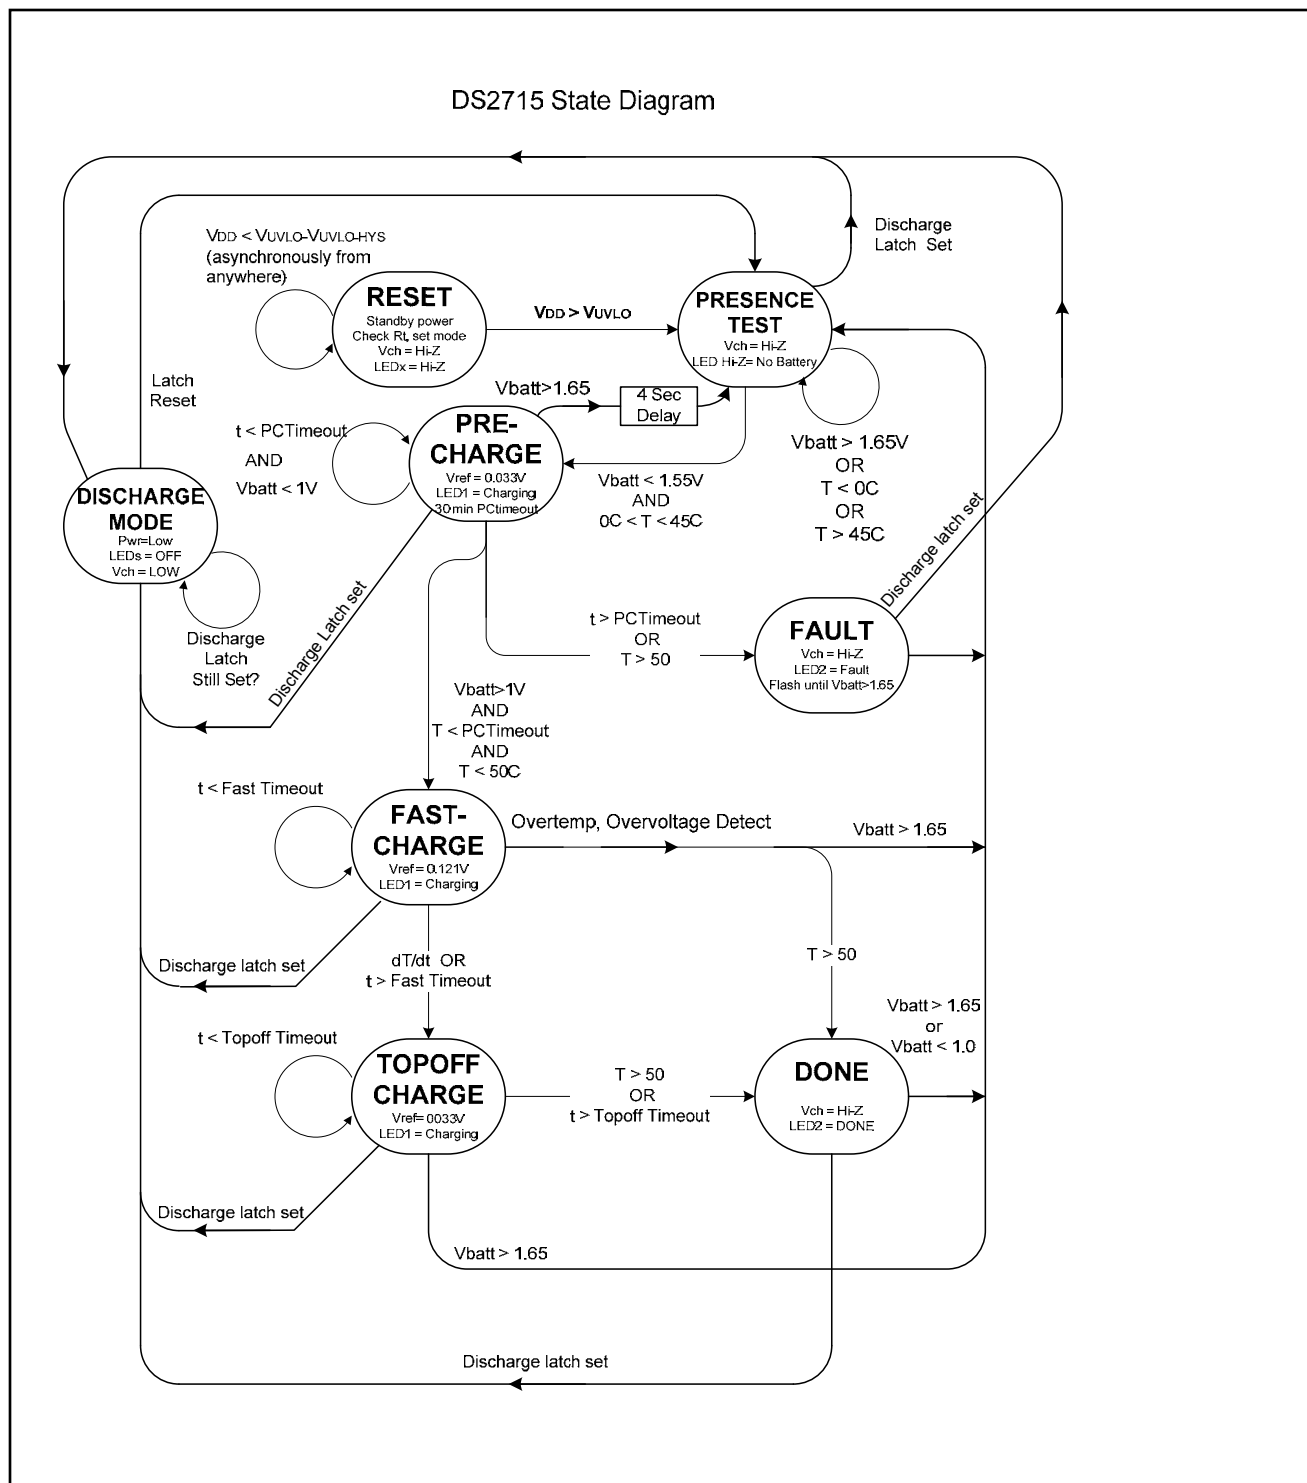 DS2715 State Diagram
Discharge
Latch Set
VDD < VUVLO-VUVLO-HYS
(asynchronously from
anywhere)
RESET
Standby power
Check Rt, set mode
Vch = Hi-Z
LEDx = Hi-Z
VDD > VUVLO
PRESENCE
TEST
Vch = Hi-Z
LED Hi-Z= No Battery
Latch
Reset
Vbatt>1.65
4 Sec
Delay
t < PCTimeout
AND
Vbatt < 1V
PRE-
CHARGE
Vref = 0.033V
LED1 = Charging
30 min PCtimeout
Vbatt < 1.55V
AND
0C < T < 45C
Vbatt > 1.65V
OR
T < 0C
OR
T > 45C
DISCHARGE
MODE
Pwr=Low
LEDs = OFF
Vch = LOW
Discharge
Latch
Still Set?
Discharge Latch set
Discharge latch set
t > PCTimeout
OR
T > 50
FAULT
Vch = Hi-Z
LED2 = Fault
Flash until Vbatt>1.65
Vbatt>1V
AND
T < PCTimeout
AND
T < 50C
t < Fast Timeout
FAST-
CHARGE
Vref = 0.121V
LED1 = Charging
Overtemp, Overvoltage Detect
Vbatt > 1.65
Discharge latch set
dT/dt OR
t > Fast Timeout
T > 50
Vbatt > 1.65
or
Vbatt < 1.0
t < Topoff Timeout
TOPOFF
CHARGE
Vref= 0033V
LED1 = Charging
T > 50
OR
t > Topoff Timeout
DONE
Vch = Hi-Z
LED2 = DONE
Discharge latch set
Vbatt > 1.65
Discharge latch set